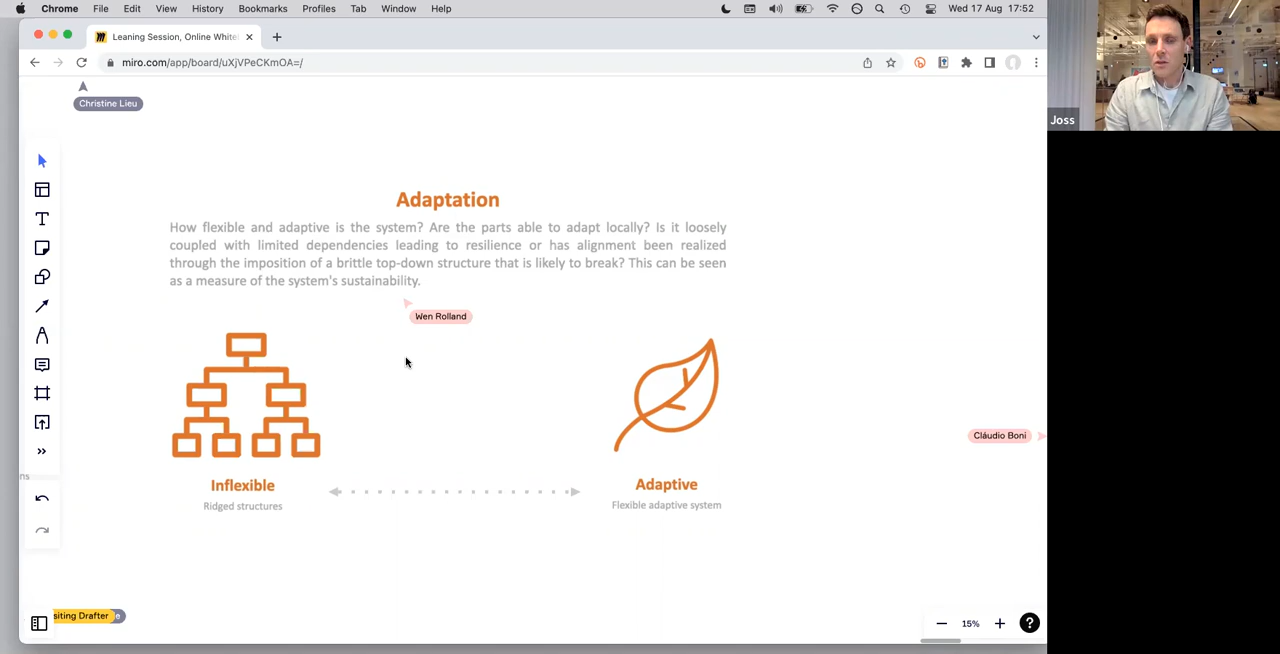 Chrome File Edit View History Bookmarks Profiles Tab Window Help Wed 17 Aug 17:52
Leaning Session, Online White
miro.com/app/board/uXjVPeCKmOA=/
Christine Lieu
Joss
Adaptation
How flexible and adaptive is the system? Are the parts able to adapt locally? Is it loosely
coupled with limited dependencies leading to resilience or has alignment been realized
through the imposition of a brittle top-down structure that is likely to break? This can be seen
as a measure of the system's sustainability.
Wen Rolland
Cláudio Boni
ns
Inflexible
Ridged structures
Adaptive
Flexible adaptive system
siting Drafter e
15%